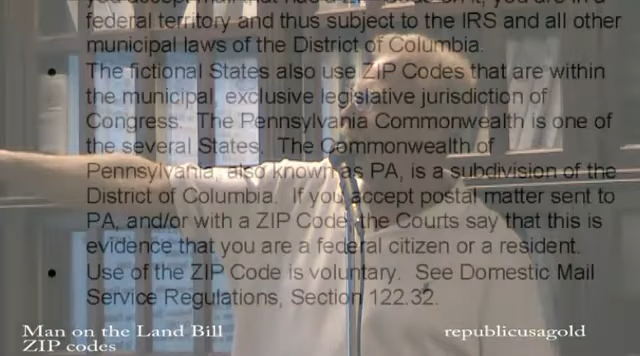 federal territory and thus subject to the IRS and all other
municipal laws of the District of Columbia.
• The fictional States also use ZIP Codes that are within
the municipal, exclusive legislative jurisdiction of
Congress. The Pennsylvania Commonwealth is one of
the several States. The Commonwealth of
Pennsylvania, also known as PA, is a subdivision of the
District of Columbia. If you accept postal matter sent to
PA, and/or with a ZIP Code, the Courts say that this is
evidence that you are a federal citizen or a resident.
• Use of the ZIP Code is voluntary. See Domestic Mail
Service Regulations, Section 122.32.
Man on the Land Bill
ZIP codes
republicusagold